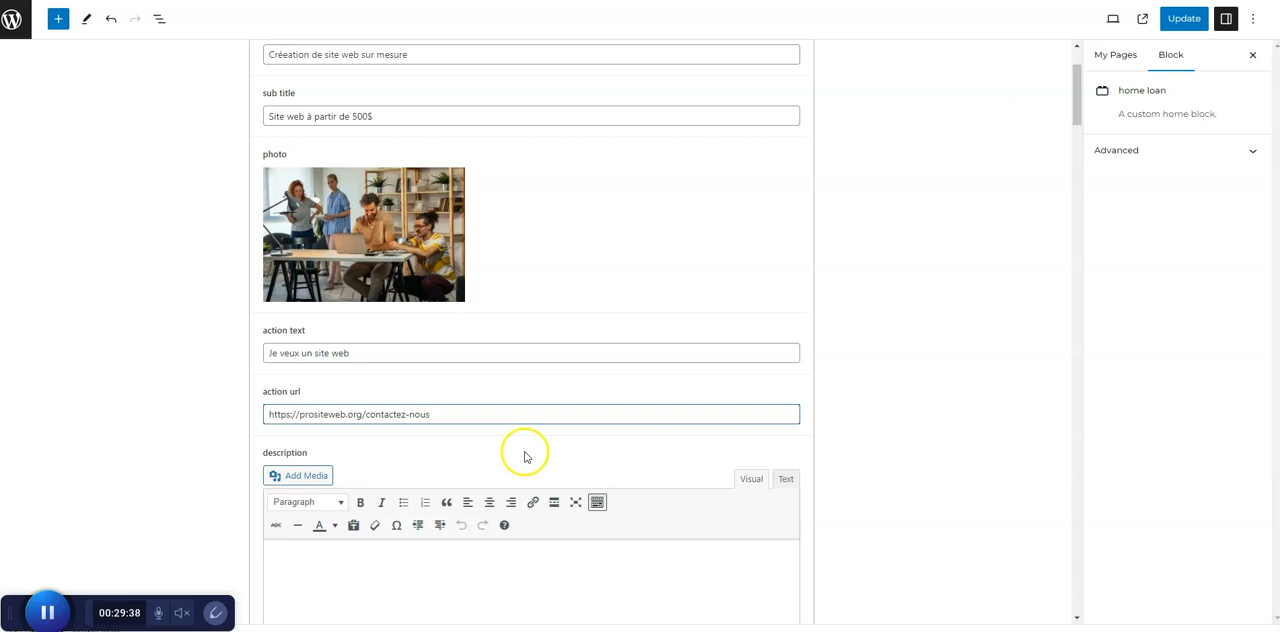 Update
My Pages
Block
home loan
A custom home block.
Advanced
Créeation de site web sur mesure
sub title
Site web à partir de 500$
photo
action text
Je veux un site web
action url
https://prositeweb.org/contactez-nous
description
Add Media
Visual
Text
Paragraph
B
I
ABC
A
Ω
00:29:38